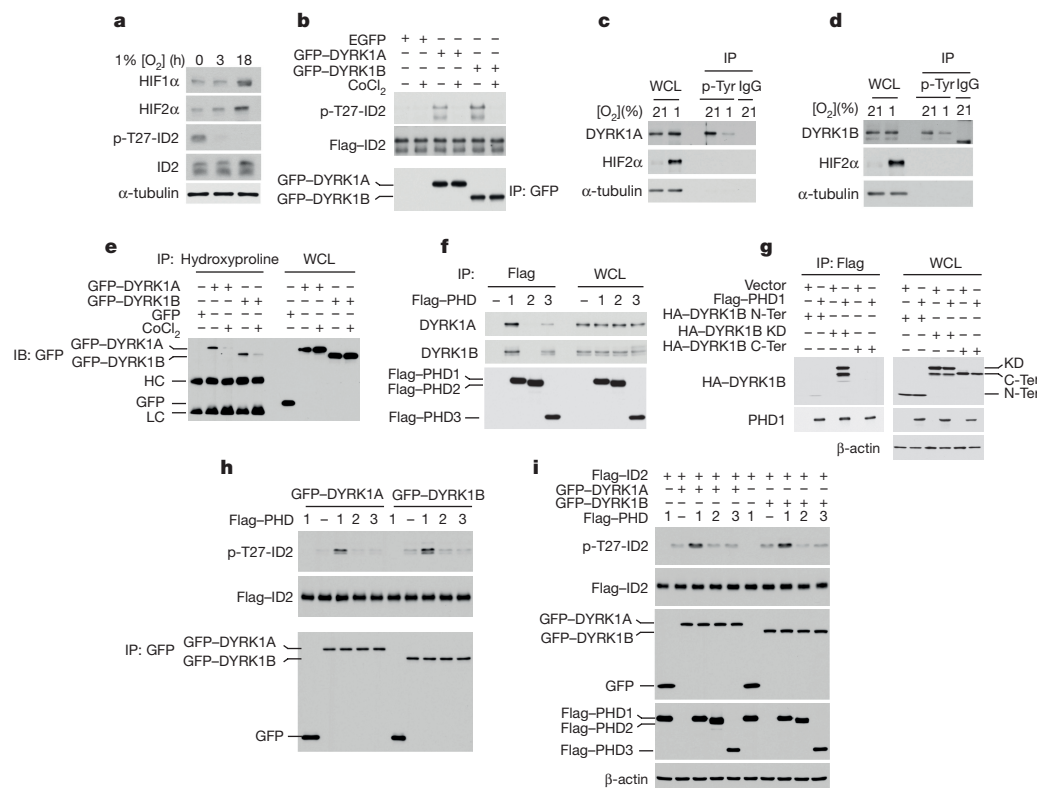 a
1% [O₂] (h) 0 3 18
HIF1α
HIF2α
p-T27-ID2
ID2
α-tubulin
b
EGFP + + – – – –
GFP–DYRK1A – – + + – –
GFP–DYRK1B – – – – + +
CoCl₂ – + – + – +
p-T27-ID2
Flag–ID2
GFP–DYRK1A
GFP–DYRK1B
IP: GFP
c
IP
WCL p-Tyr IgG
[O₂](%) 21 1 21 1 21
DYRK1A
HIF2α
α-tubulin
d
IP
WCL p-Tyr IgG
[O₂](%) 21 1 21 1 21
DYRK1B
HIF2α
α-tubulin
e
IP: Hydroxyproline WCL
GFP–DYRK1A
GFP–DYRK1B
GFP
CoCl₂
IB: GFP
GFP–DYRK1A
GFP–DYRK1B
HC
GFP
LC
f
IP: Flag WCL
Flag–PHD – 1 2 3 – 1 2 3
DYRK1A
DYRK1B
Flag–PHD1
Flag–PHD2
Flag–PHD3
g
IP: Flag WCL
Vector
Flag–PHD1
HA–DYRK1B N-Ter
HA–DYRK1B KD
HA–DYRK1B C-Ter
HA–DYRK1B
KD
C-Ter
N-Ter
PHD1
β-actin
h
GFP–DYRK1A GFP–DYRK1B
Flag–PHD 1 – 1 2 3 1 – 1 2 3
p-T27-ID2
Flag–ID2
IP: GFP
GFP–DYRK1A
GFP–DYRK1B
GFP
i
Flag–ID2 + + + + + + + + + +
GFP–DYRK1A – + + + + – – – – –
GFP–DYRK1B – – – – – – + + + +
Flag–PHD 1 – 1 2 3 1 – 1 2 3
p-T27-ID2
Flag–ID2
GFP–DYRK1A
GFP–DYRK1B
GFP
Flag–PHD1
Flag–PHD2
Flag–PHD3
β-actin